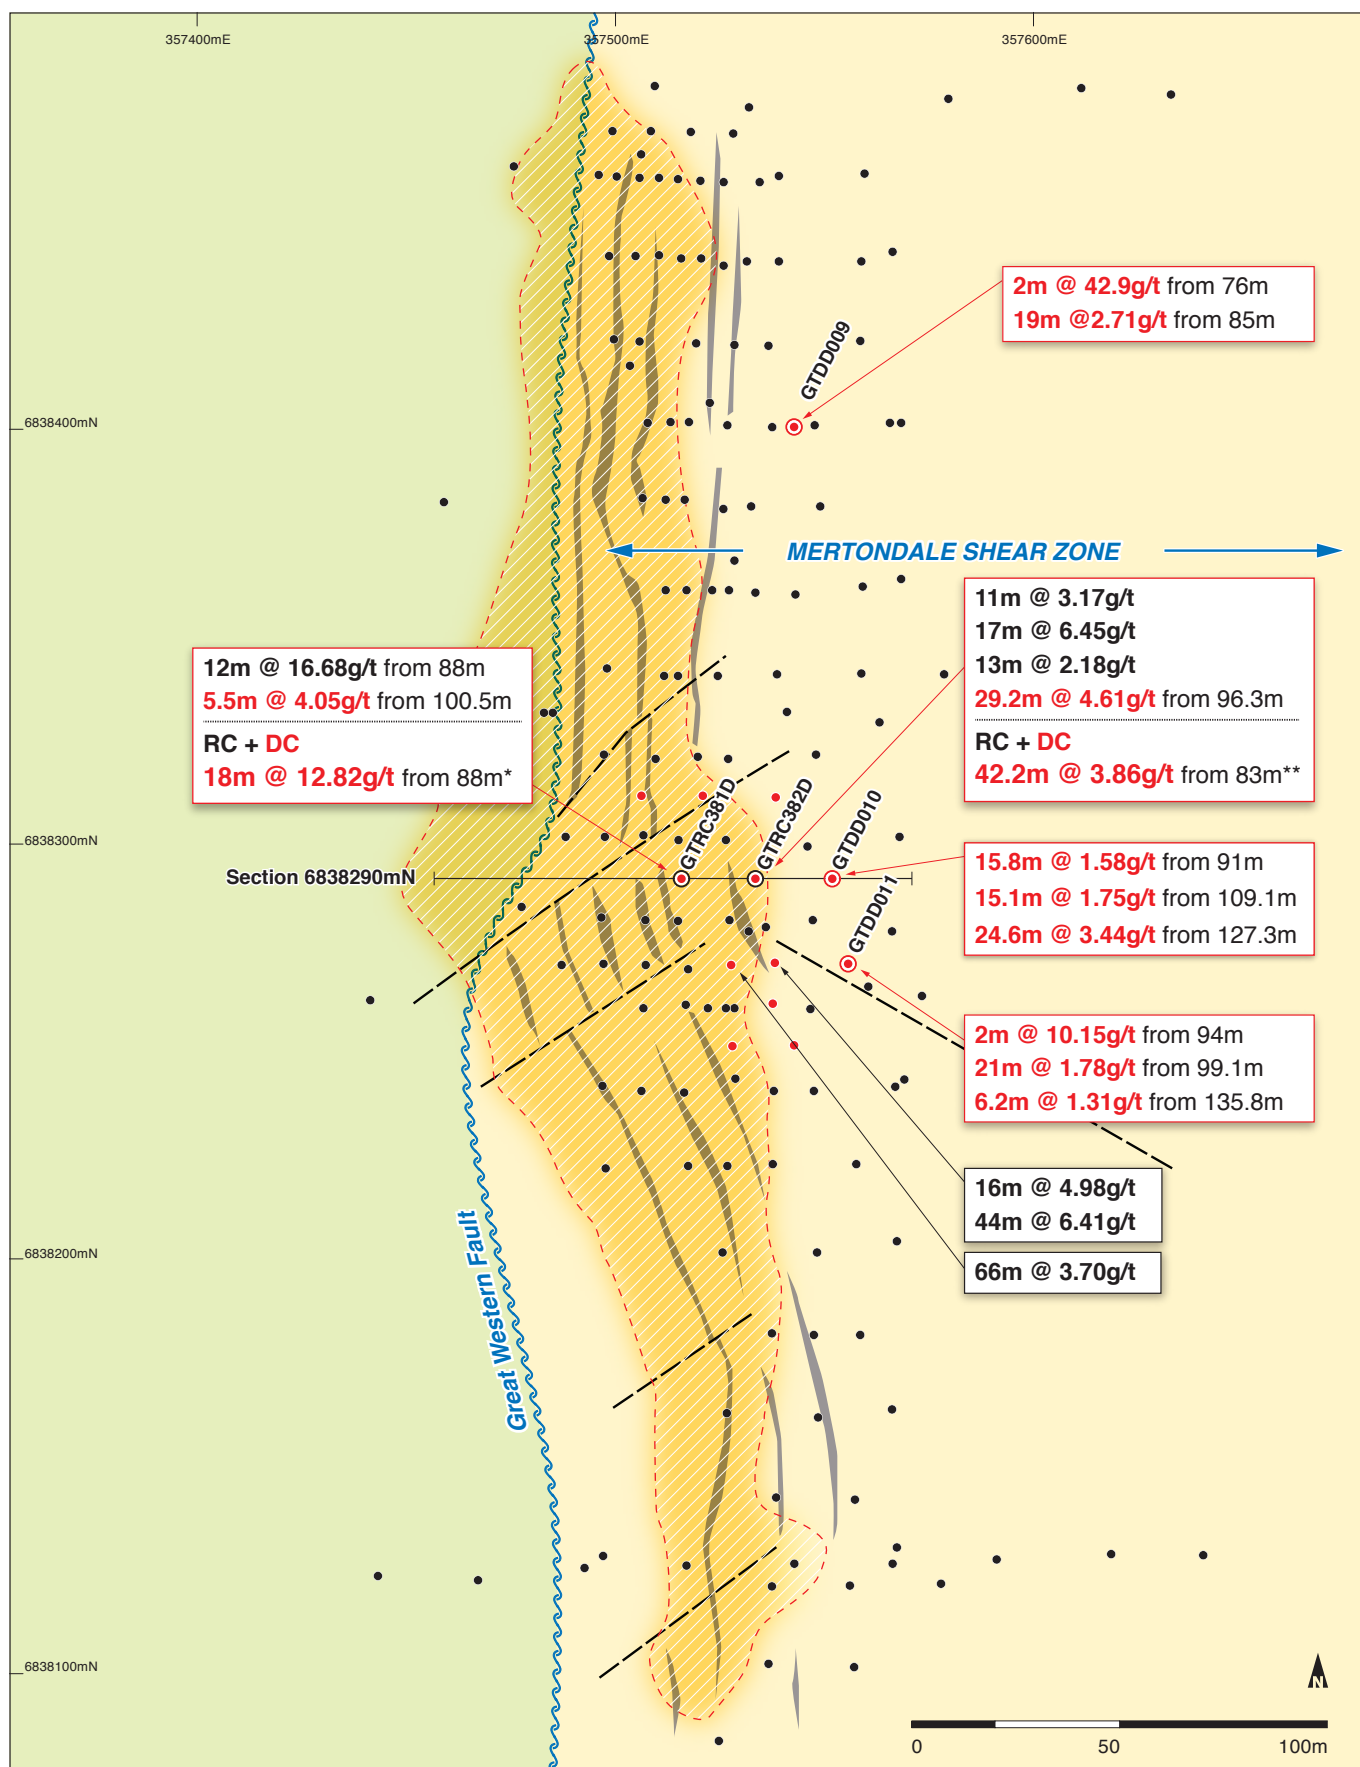 357400mE
357500mE
357600mE
2m @ 42.9g/t from 76m
19m @2.71g/t from 85m
GTDD009
6838400mN
MERTONDALE SHEAR ZONE
11m @ 3.17g/t
17m @ 6.45g/t
13m @ 2.18g/t
29.2m @ 4.61g/t from 96.3m
RC + DC
42.2m @ 3.86g/t from 83m**
12m @ 16.68g/t from 88m
5.5m @ 4.05g/t from 100.5m
RC + DC
18m @ 12.82g/t from 88m*
GTRC381D
GTRC382D
GTDD010
6838300mN
Section 6838290mN
15.8m @ 1.58g/t from 91m
15.1m @ 1.75g/t from 109.1m
24.6m @ 3.44g/t from 127.3m
GTDD011
2m @ 10.15g/t from 94m
21m @ 1.78g/t from 99.1m
6.2m @ 1.31g/t from 135.8m
16m @ 4.98g/t
44m @ 6.41g/t
66m @ 3.70g/t
6838200mN
Great Western Fault
6838100mN
N
0 50 100m